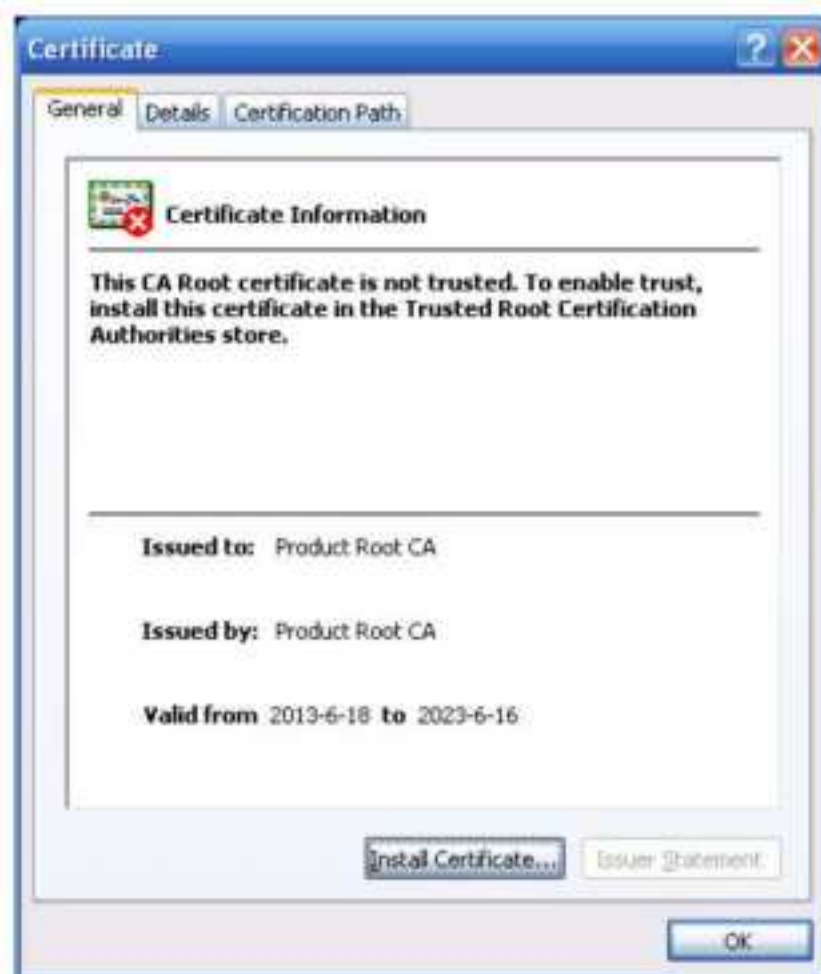 Certificate
General Details Certification Path
Certificate Information
This CA Root certificate is not trusted. To enable trust,
install this certificate in the Trusted Root Certification
Authorities store.
Issued to: Product Root CA
Issued by: Product Root CA
Valid from 2013-6-18 to 2023-6-16
Install Certificate... Issuer Statement
OK